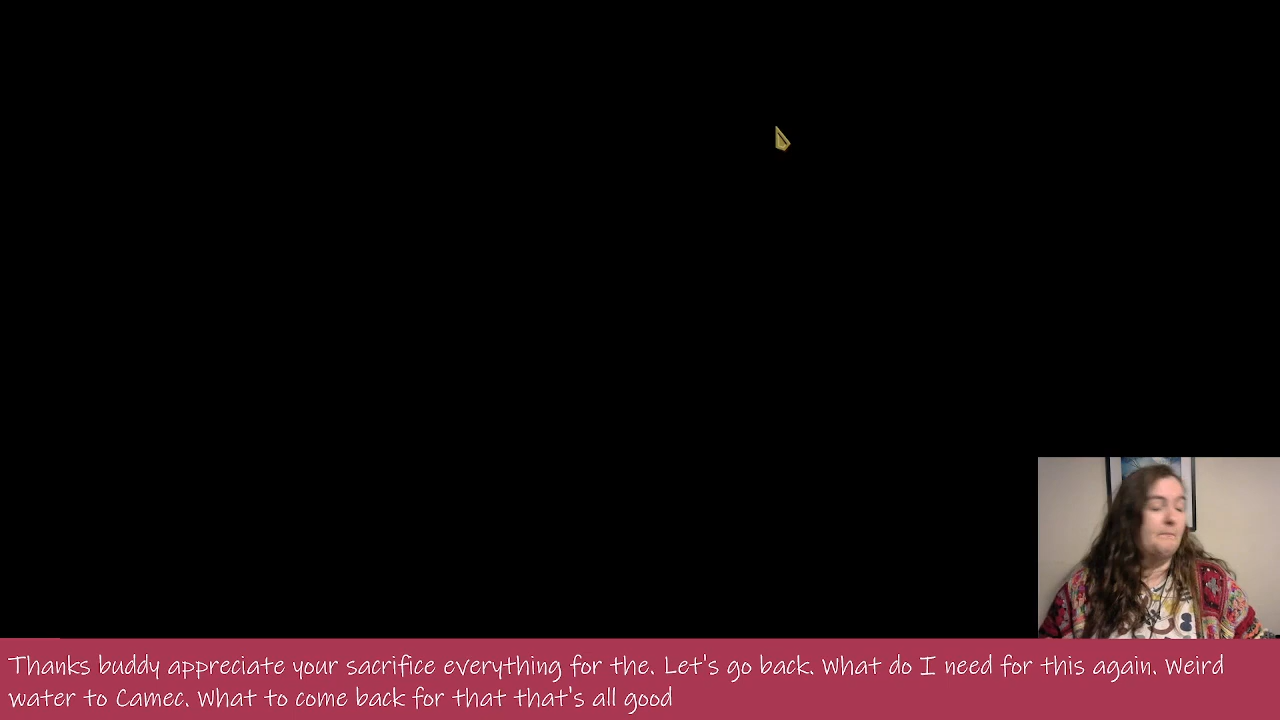 Thanks buddy appreciate your sacrifice everything for the. Let's go back. What do I need for this again. Weird
water to Camec. What to come back for that that's all good